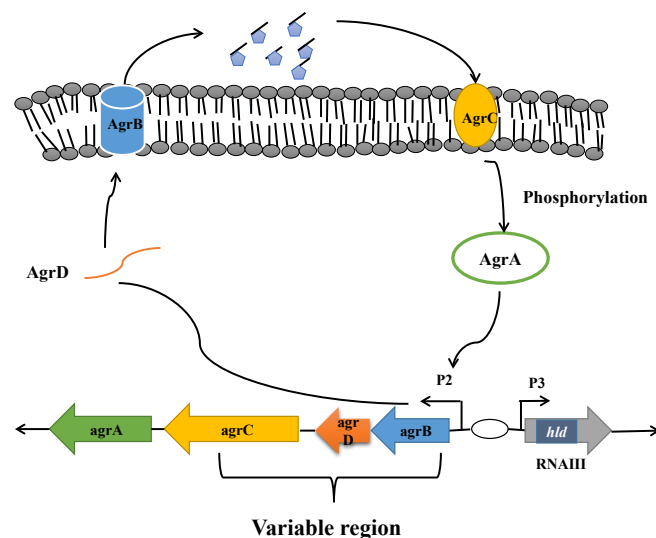 AgrB
AgrC
Phosphorylation
AgrD
AgrA
P2
P3
agrA
agrC
agr
D
agrB
hld
RNAIII
Variable region